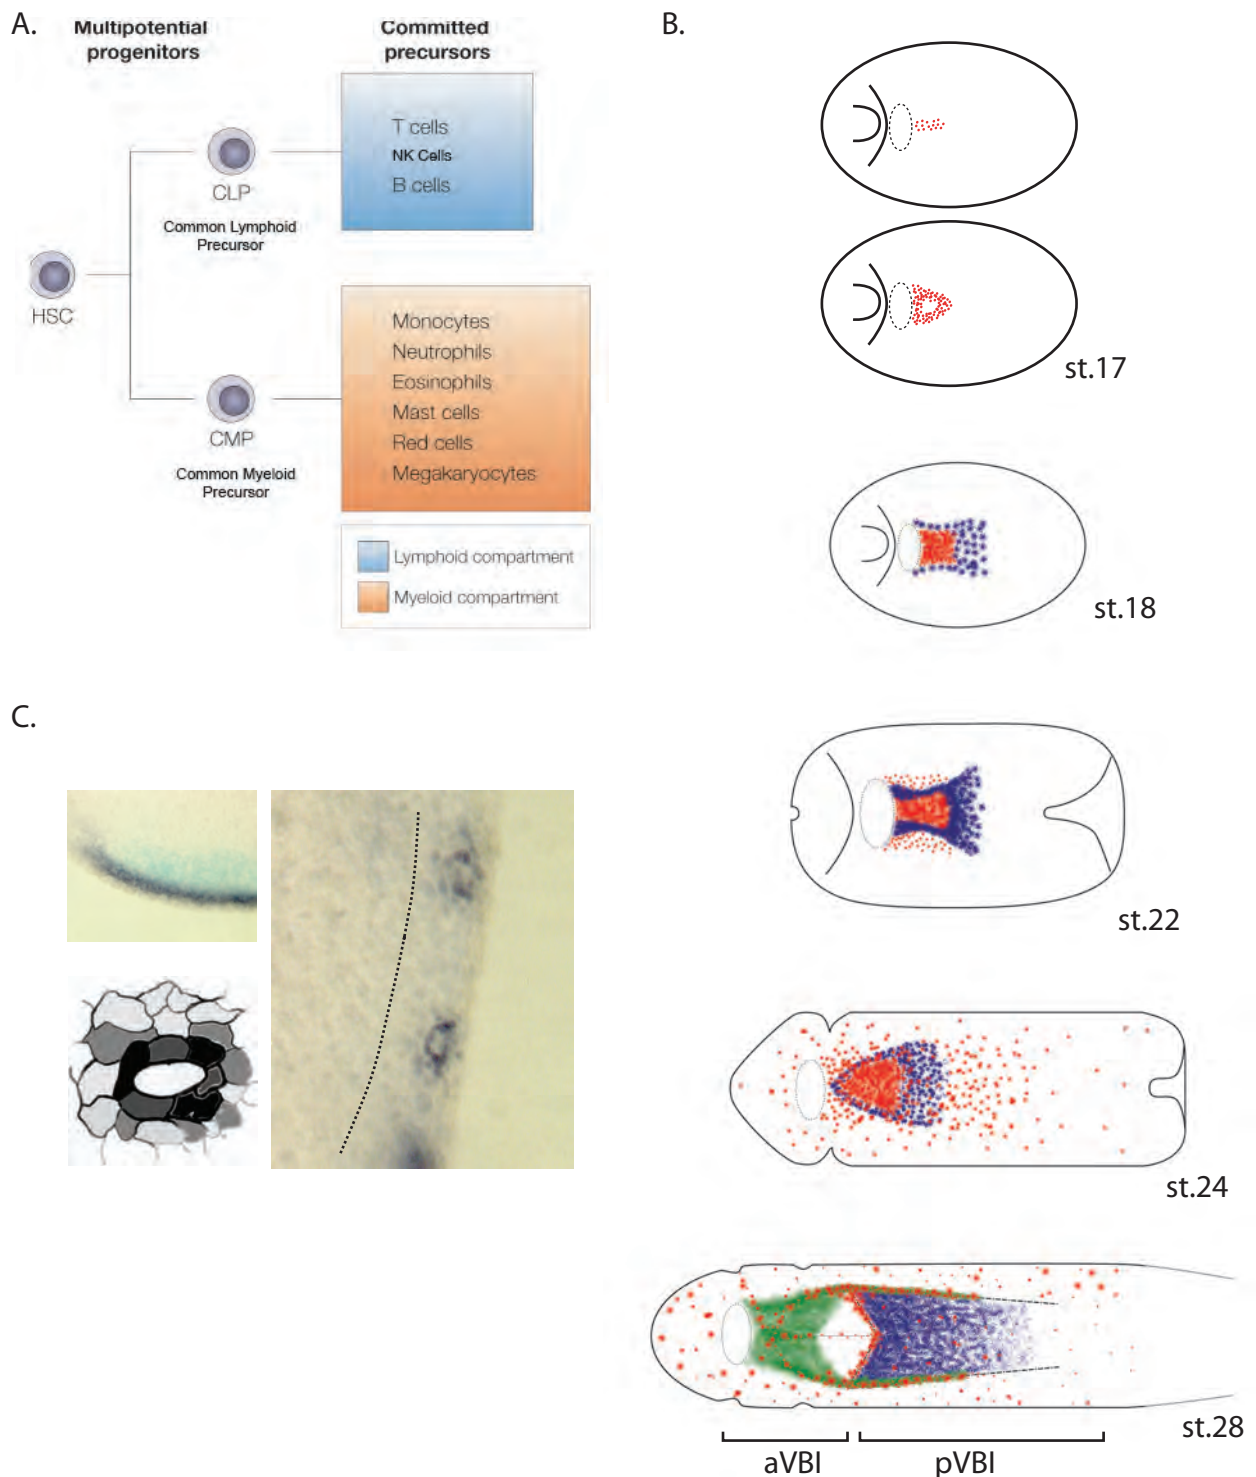 A.
Multipotential
progenitors
Committed
precursors
T cells
NK Cells
B cells
CLP
Common Lymphoid
Precursor
HSC
Monocytes
Neutrophils
Eosinophils
Mast cells
Red cells
Megakaryocytes
CMP
Common Myeloid
Precursor
Lymphoid compartment
Myeloid compartment
B.
st.17
st.18
st.22
st.24
st.28
aVBI
pVBI
C.